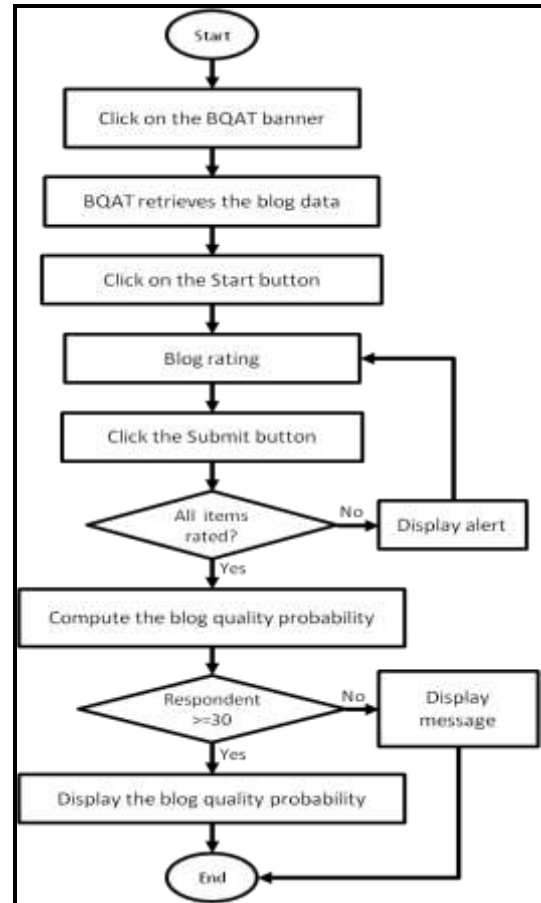 Start
Click on the BQAT banner
BQAT retrieves the blog data
Click on the Start button
Blog rating
Click the Submit button
All items
rated?
No
Display alert
Yes
Compute the blog quality probability
Respondent
>=30
No
Display
message
Yes
Display the blog quality probability
End